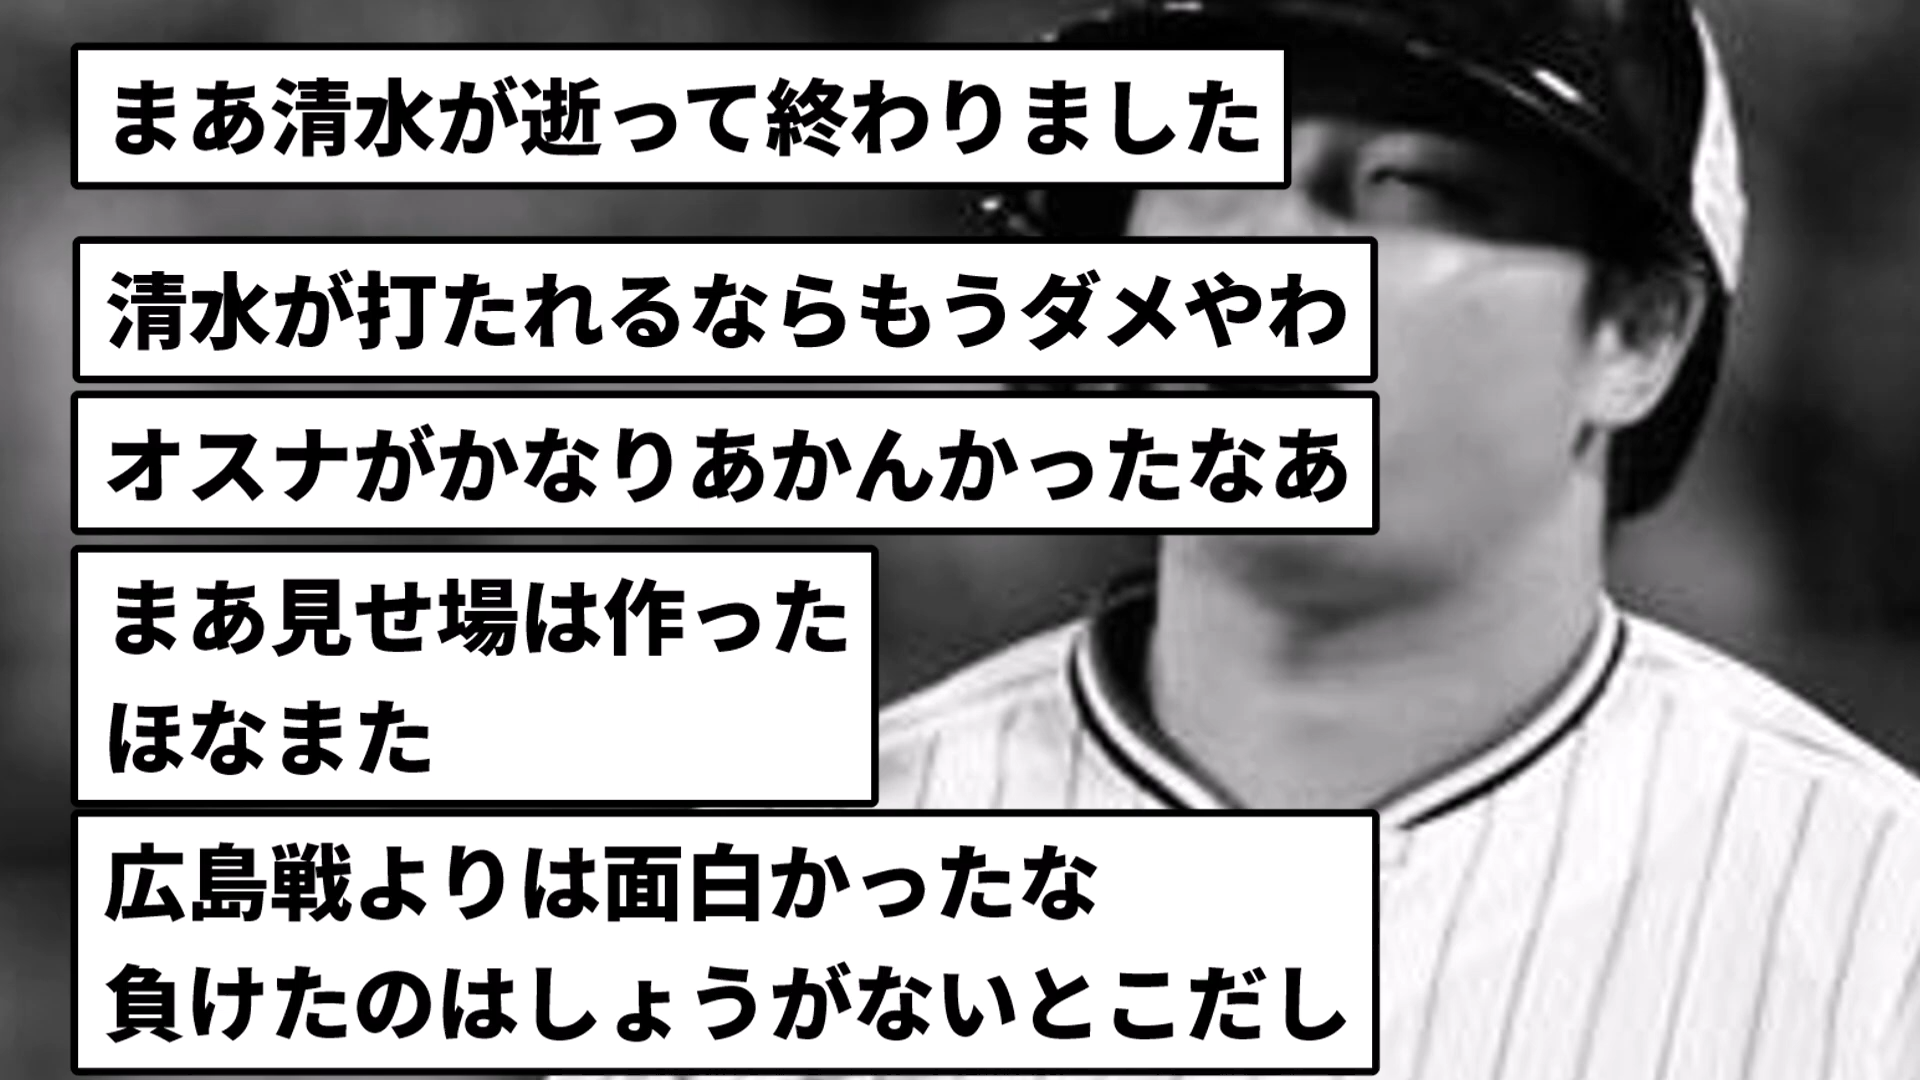 まあ清水が逝って終わりました
清水が打たれるならもうダメやわ
オスナがかなりあかんかったなあ
まあ見せ場は作った
ほなまた
広島戦よりは面白かったな
負けたのはしょうがないとこだし